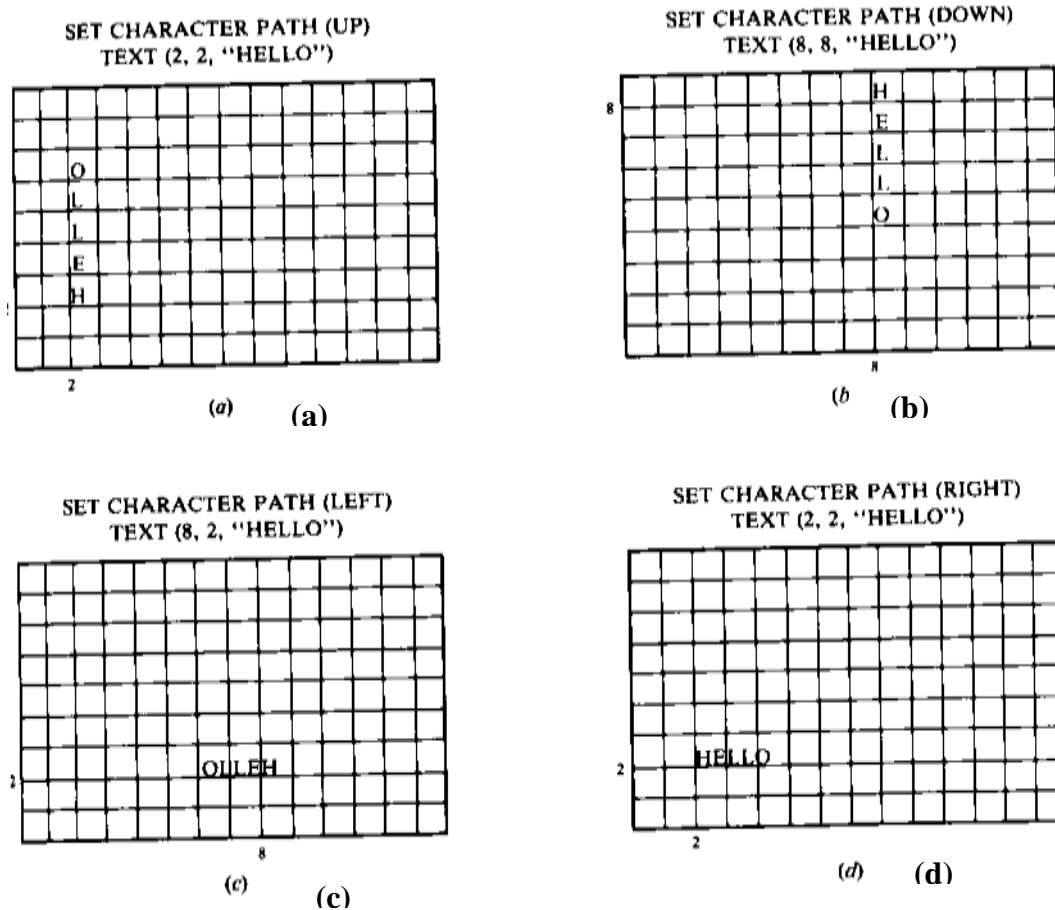 SET CHARACTER PATH (UP)
TEXT (2, 2, “HELLO”)
O
L
L
E
H
2
(a) (a)
SET CHARACTER PATH (DOWN)
TEXT (8, 8, “HELLO”)
8
H
E
L
L
O
8
(b (b)
SET CHARACTER PATH (LEFT)
TEXT (8, 2, “HELLO”)
2
OLLEH
8
(c) (c)
SET CHARACTER PATH (RIGHT)
TEXT (2, 2, “HELLO”)
2
HELLO
2
(d) (d)